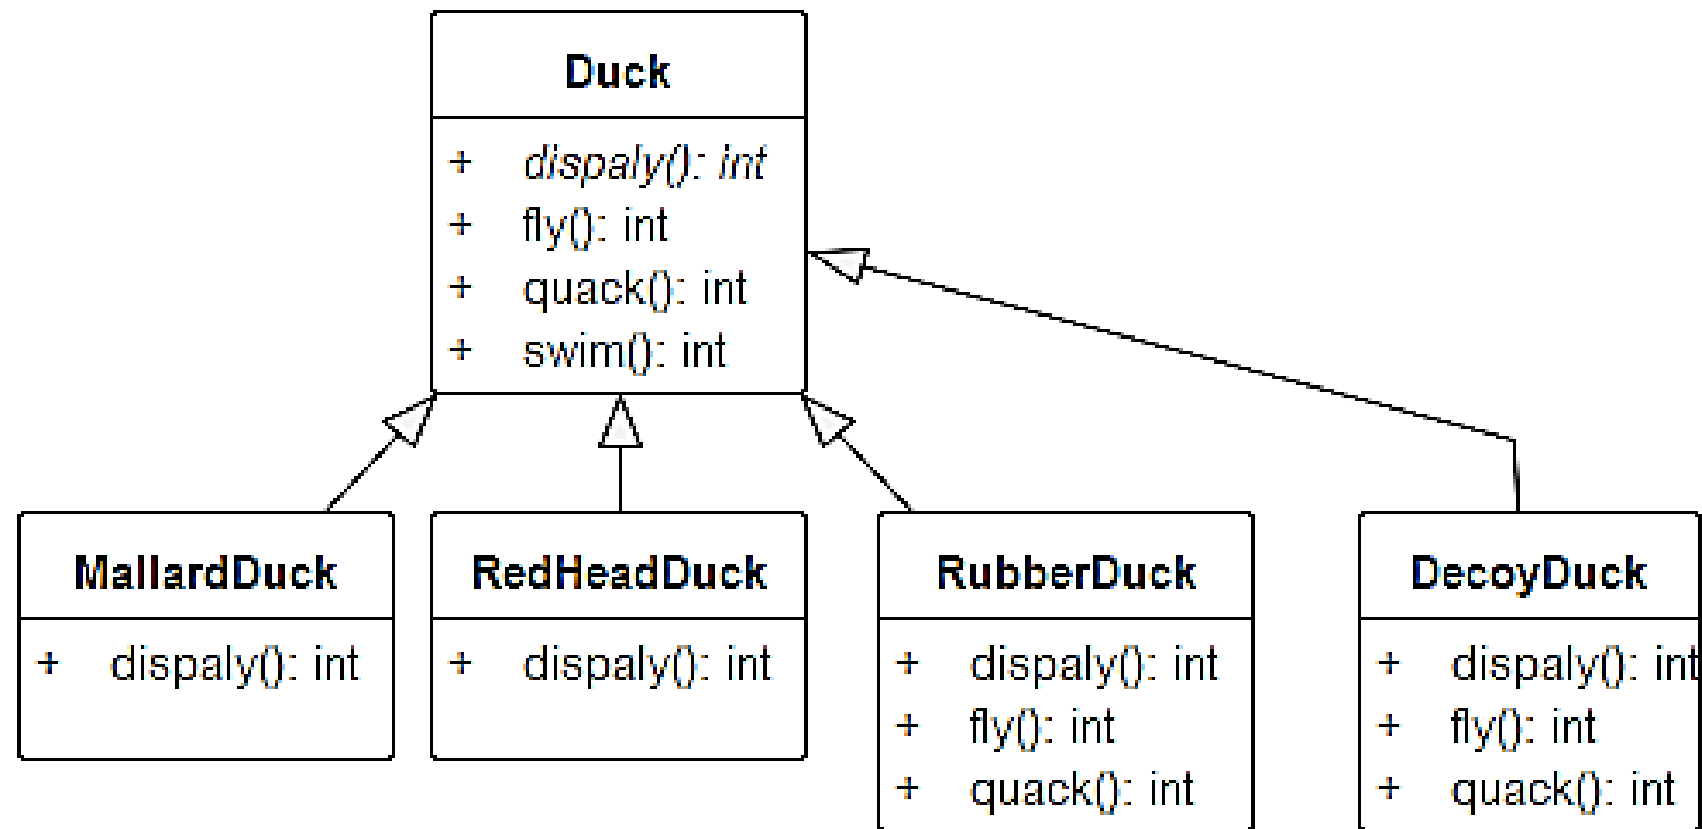 Duck
+ dispaly(): int
+ fly(): int
+ quack(): int
+ swim(): int
MallardDuck
+ dispaly(): int
RedHeadDuck
+ dispaly(): int
RubberDuck
+ dispaly(): int
+ fly(): int
+ quack(): int
DecoyDuck
+ dispaly(): int
+ fly(): int
+ quack(): int